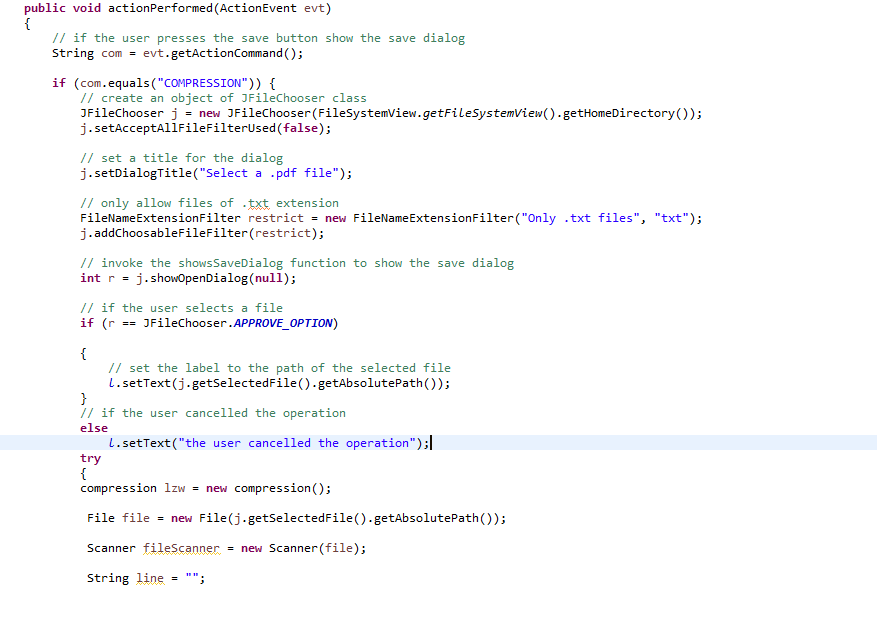 public void actionPerformed(ActionEvent evt)
{
// if the user presses the save button show the save dialog
String com = evt.getActionCommand();
if (com.equals("COMPRESSION")) {
// create an object of JFileChooser class
JFileChooser j = new JFileChooser(FileSystemView.getFileSystemView().getHomeDirectory());
j.setAcceptAllFileFilterUsed(false);
// set a title for the dialog
j.setDialogTitle("Select a .pdf file");
// only allow files of .txt extension
FileNameExtensionFilter restrict = new FileNameExtensionFilter("Only .txt files", "txt");
j.addChoosableFileFilter(restrict);
// invoke the showsSaveDialog function to show the save dialog
int r = j.showOpenDialog(null);
// if the user selects a file
if (r == JFileChooser.APPROVE_OPTION)
{
// set the label to the path of the selected file
l.setText(j.getSelectedFile().getAbsolutePath());
}
// if the user cancelled the operation
else
l.setText("the user cancelled the operation");
try
{
compression lzw = new compression();
File file = new File(j.getSelectedFile().getAbsolutePath());
Scanner fileScanner = new Scanner(file);
String line = "";